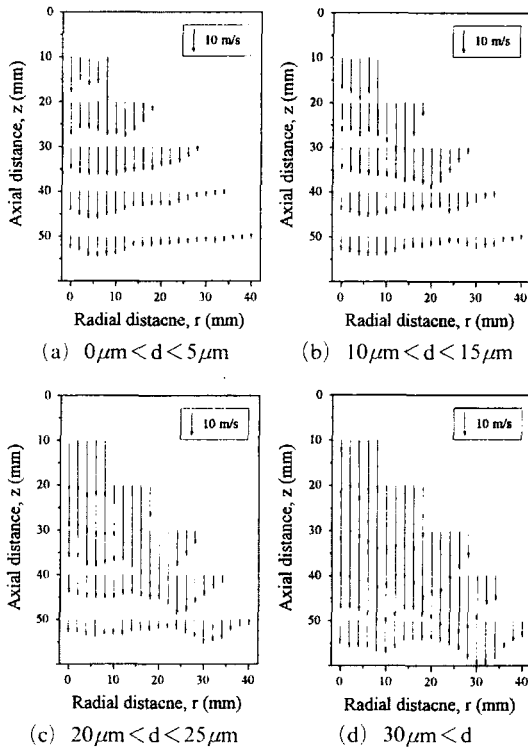 10 m/s
10 m/s
0
10
20
30
40
50
0
10
20
30
40
50
Axial distance, z (mm)
Axial distance, z (mm)
0 10 20 30 40
0 10 20 30 40
Radial distacne, r (mm)
Radial distacne, r (mm)
(a) 0μm<d<5μm
(b) 10μm<d<15μm
10 m/s
10 m/s
0
10
20
30
40
50
0
10
20
30
40
50
Axial distance, z (mm)
Axial distance, z (mm)
0 10 20 30 40
0 10 20 30 40
Radial distacne, r (mm)
Radial distacne, r (mm)
(c) 20μm<d<25μm
(d) 30μm<d